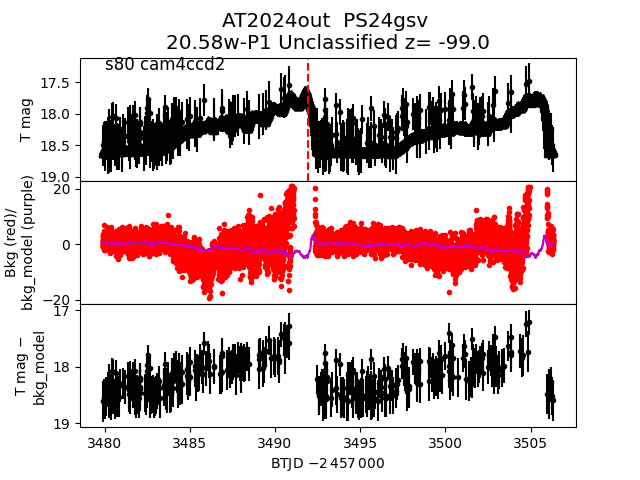 AT2024out  PS24gsv
20.58w-P1 Unclassified z= -99.0
s80 cam4ccd2
17.5
18.0
18.5
19.0
T mag
20
0
−20
Bkg (red)/
bkg_model (purple)
17
18
19
T mag −
bkg_model
3480
3485
3490
3495
3500
3505
BTJD −2 457 000